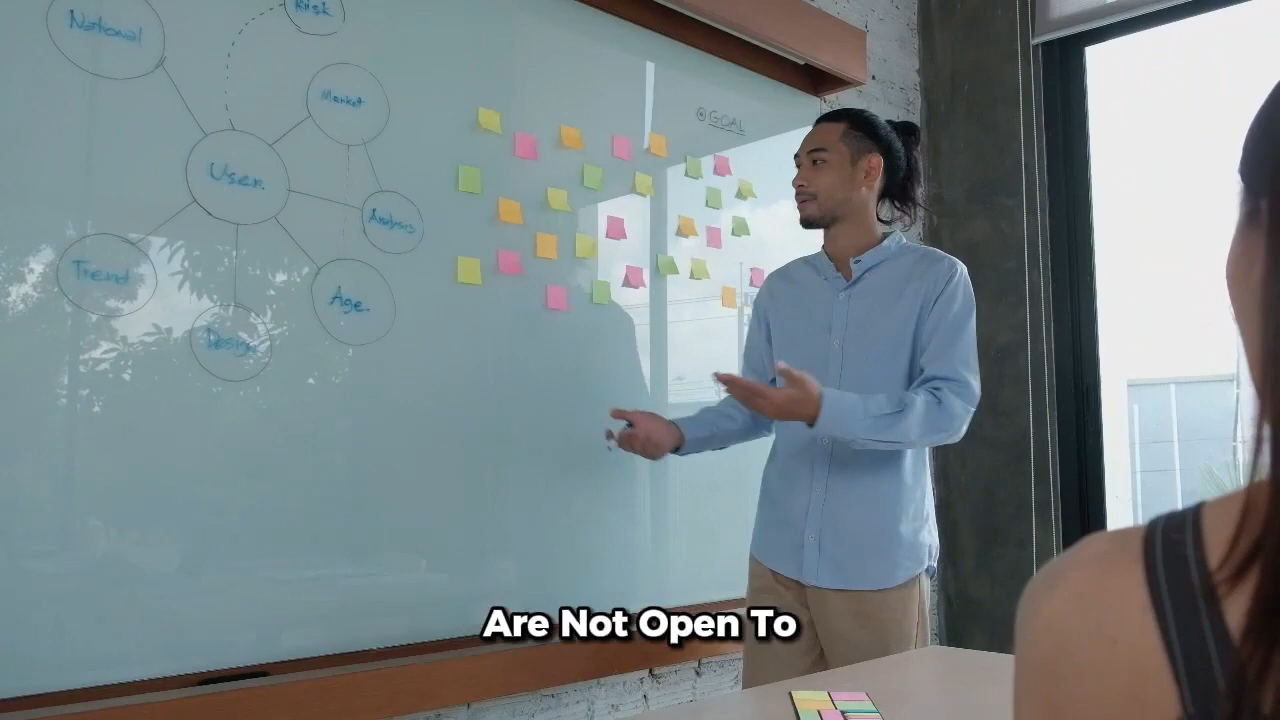 National
Risk
Market
GOAL
User.
Analysis
Trend
Age.
Design
Are Not Open To